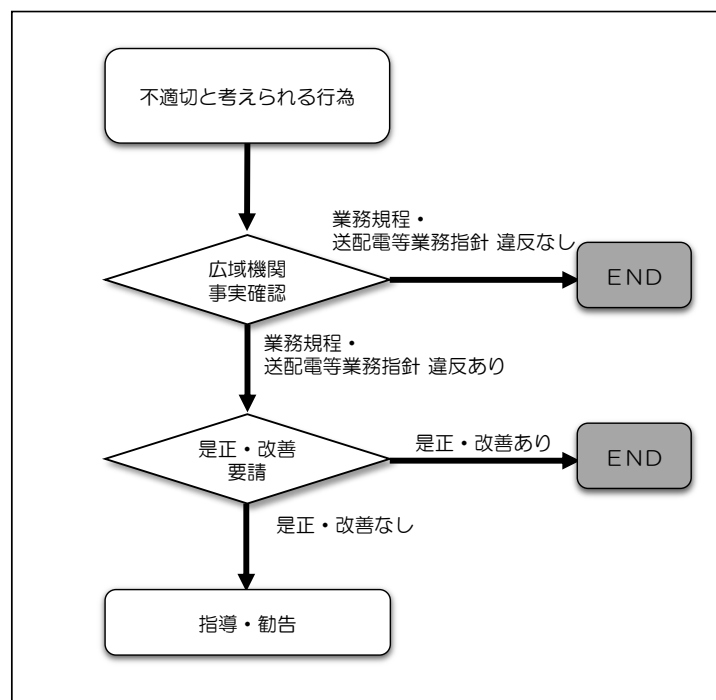 不適切と考えられる行為
業務規程・
送配電等業務指針 違反なし
広域機関
事実確認
END
業務規程・
送配電等業務指針 違反あり
是正・改善
要請
是正・改善あり
END
是正・改善なし
指導・勧告